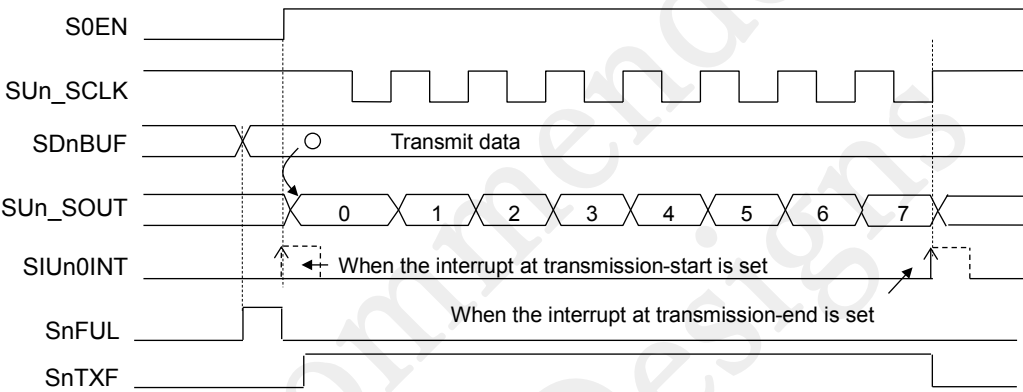 S0EN
SUn_SCLK
SDnBUF
Transmit data
SUn_SOUT
0 1 2 3 4 5 6 7
SIUn0INT
When the interrupt at transmission-start is set
When the interrupt at transmission-end is set
SnFUL
SnTXF